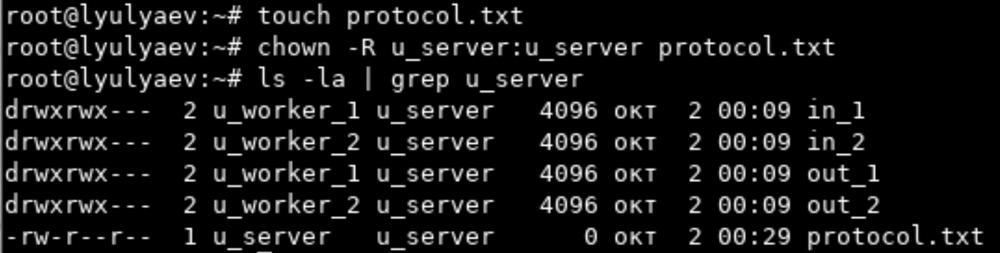 root@lyulyaev:~# touch protocol.txt
root@lyulyaev:~# chown -R u_server:u_server protocol.txt
root@lyulyaev:~# ls -la | grep u_server
drwxrwx---  2 u_worker_1 u_server   4096 окт  2 00:09 in_1
drwxrwx---  2 u_worker_2 u_server   4096 окт  2 00:09 in_2
drwxrwx---  2 u_worker_1 u_server   4096 окт  2 00:09 out_1
drwxrwx---  2 u_worker_2 u_server   4096 окт  2 00:09 out_2
-rw-r--r--  1 u_server   u_server      0 окт  2 00:29 protocol.txt